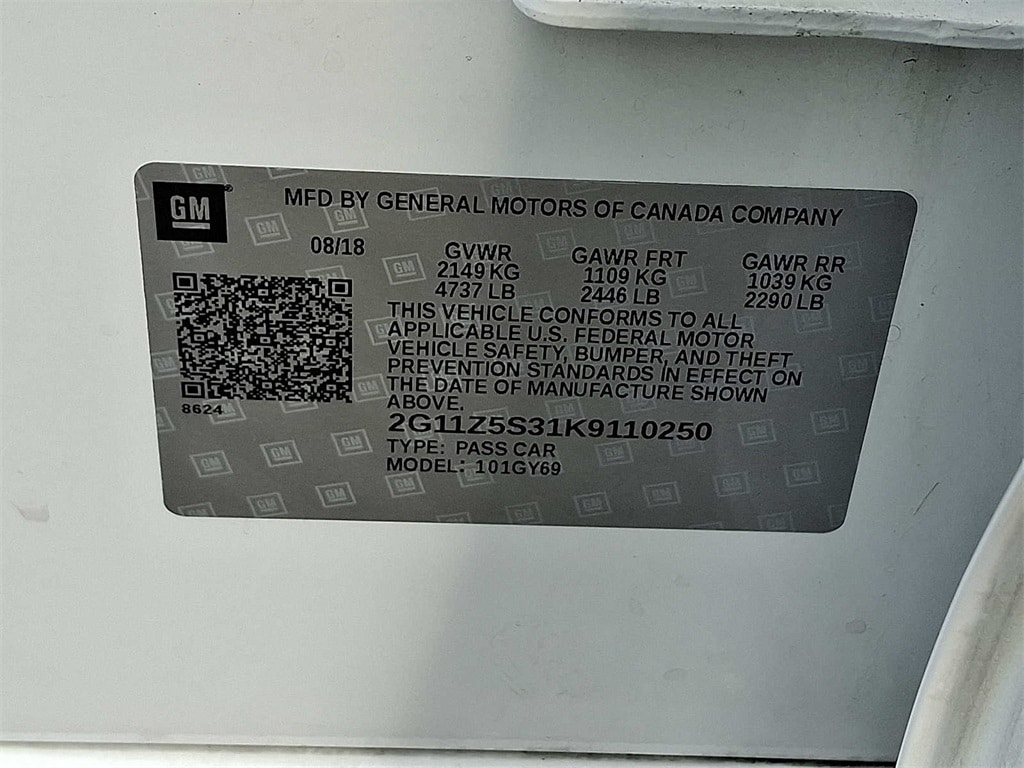 GM
MFD BY GENERAL MOTORS OF CANADA COMPANY
08/18
GVWR
2149 KG
4737 LB
GAWR FRT
1109 KG
2446 LB
GAWR RR
1039 KG
2290 LB
THIS VEHICLE CONFORMS TO ALL
APPLICABLE U.S. FEDERAL MOTOR
VEHICLE SAFETY, BUMPER, AND THEFT
PREVENTION STANDARDS IN EFFECT ON
THE DATE OF MANUFACTURE SHOWN
ABOVE.
8624
2G11Z5S31K9110250
TYPE: PASS CAR
MODEL: 101GY69